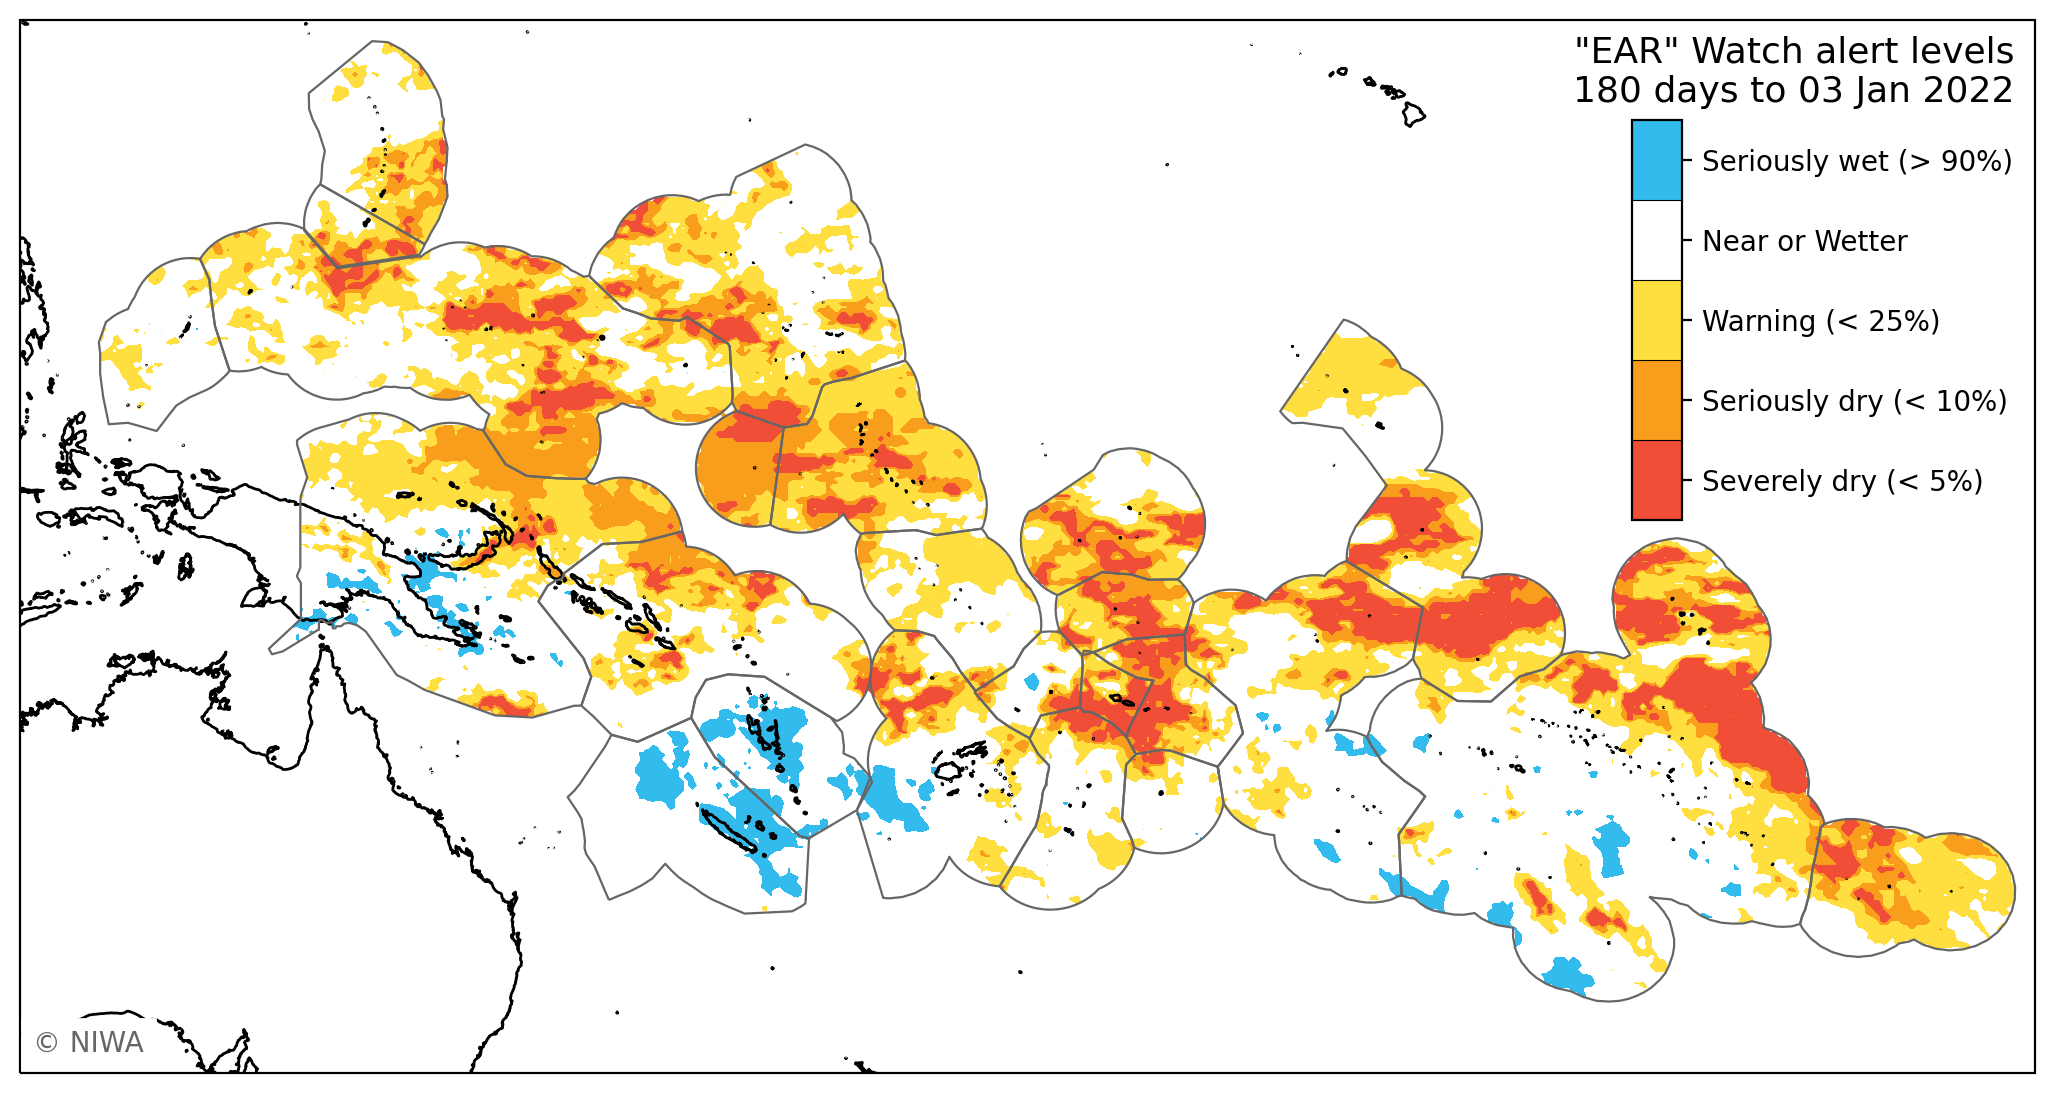 "EAR" Watch alert levels
180 days to 03 Jan 2022
Seriously wet (> 90%)
Near or Wetter
Warning (< 25%)
Seriously dry (< 10%)
Severely dry (< 5%)
© NIWA